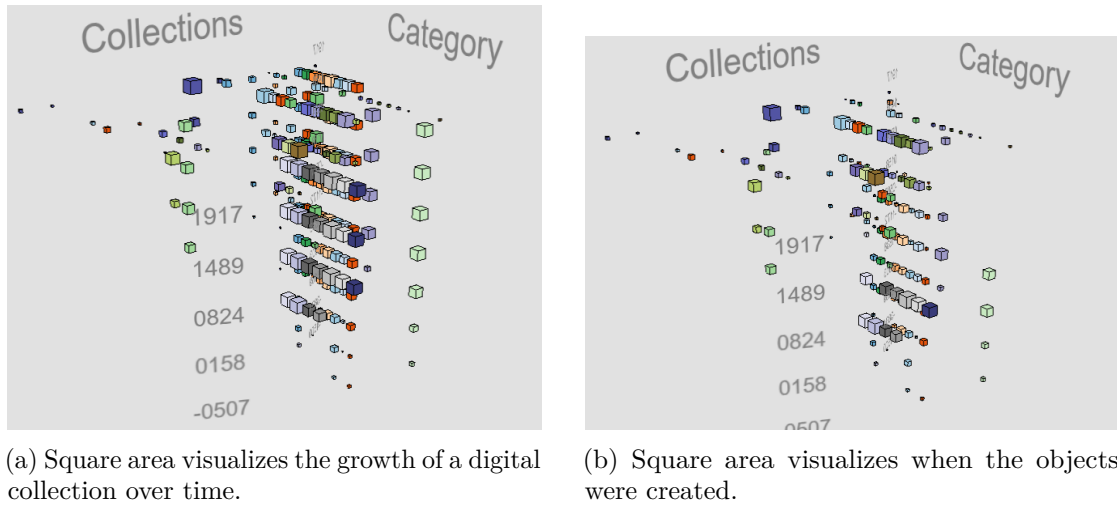 Collections
Category
1917
1489
0824
0158
-0507
Collections
Category
1917
1489
0824
0158
(a) Square area visualizes the growth of a digital
collection over time.
(b) Square area visualizes when the objects
were created.